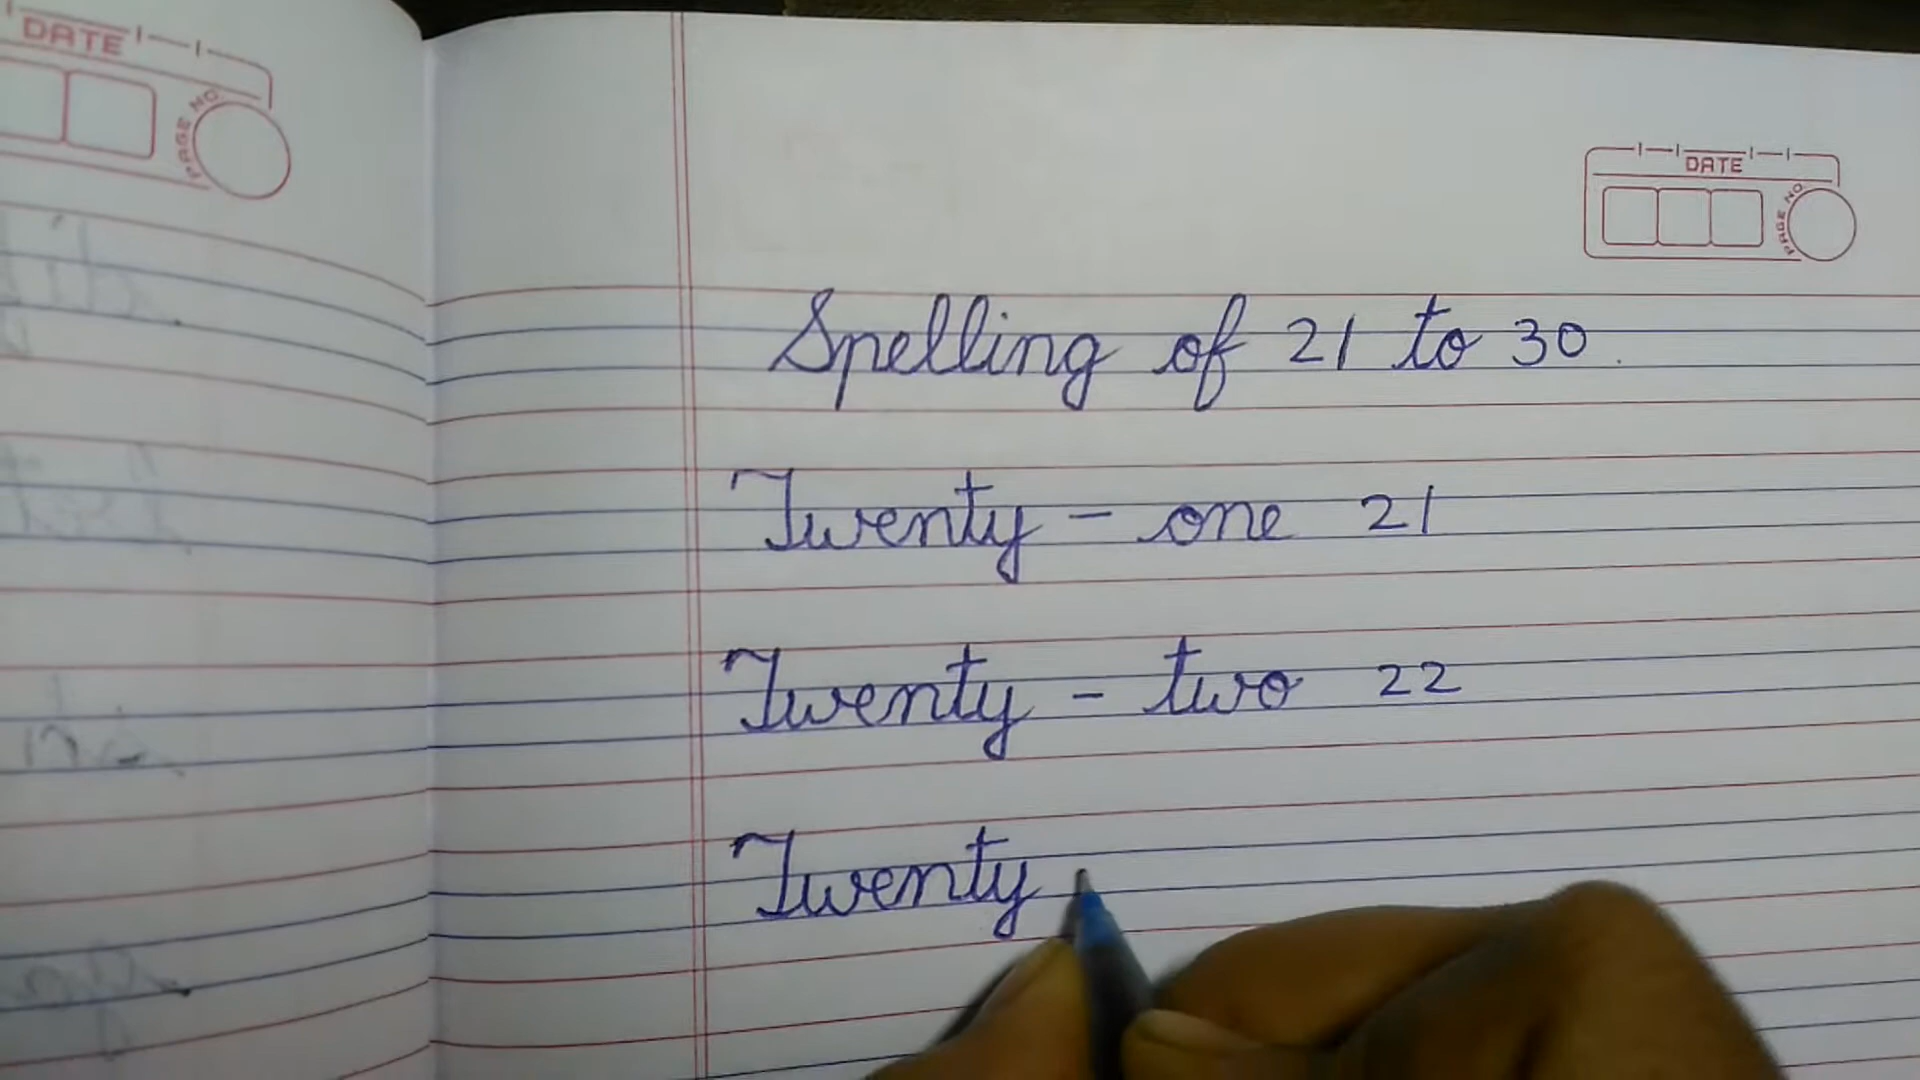 DATE
PAGE NO.
DATE
PAGE NO.
Spelling of 21 to 30.
Twenty - one 21
Twenty - two 22
Twenty